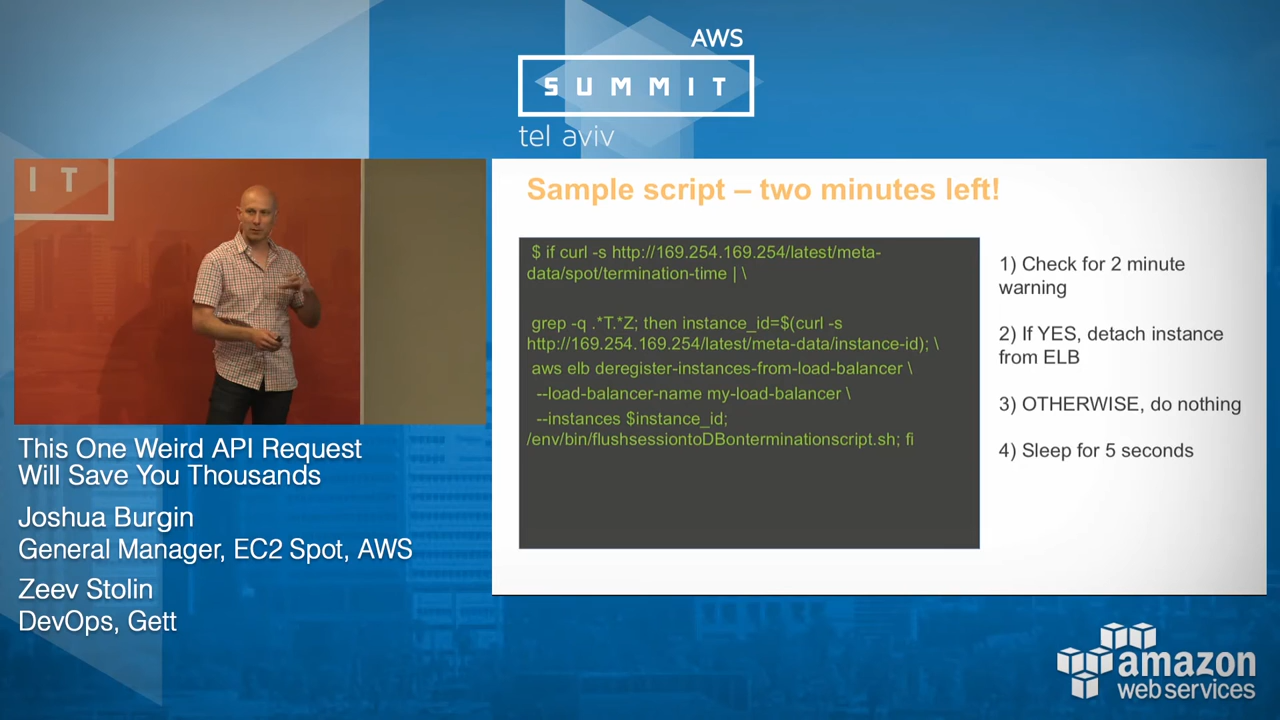 AWS
SUMMIT
tel aviv
I T
This One Weird API Request
Will Save You Thousands
Joshua Burgin
General Manager, EC2 Spot, AWS
Zeev Stolin
DevOps, Gett
Sample script – two minutes left!
$ if curl -s http://169.254.169.254/latest/meta-
data/spot/termination-time | \
grep -q .*T.*Z; then instance_id=$(curl -s
http://169.254.169.254/latest/meta-data/instance-id); \
aws elb deregister-instances-from-load-balancer \
--load-balancer-name my-load-balancer \
--instances $instance_id;
/env/bin/flushsessiontoDBonterminationscript.sh; fi
1) Check for 2 minute
warning
2) If YES, detach instance
from ELB
3) OTHERWISE, do nothing
4) Sleep for 5 seconds
amazon
web services